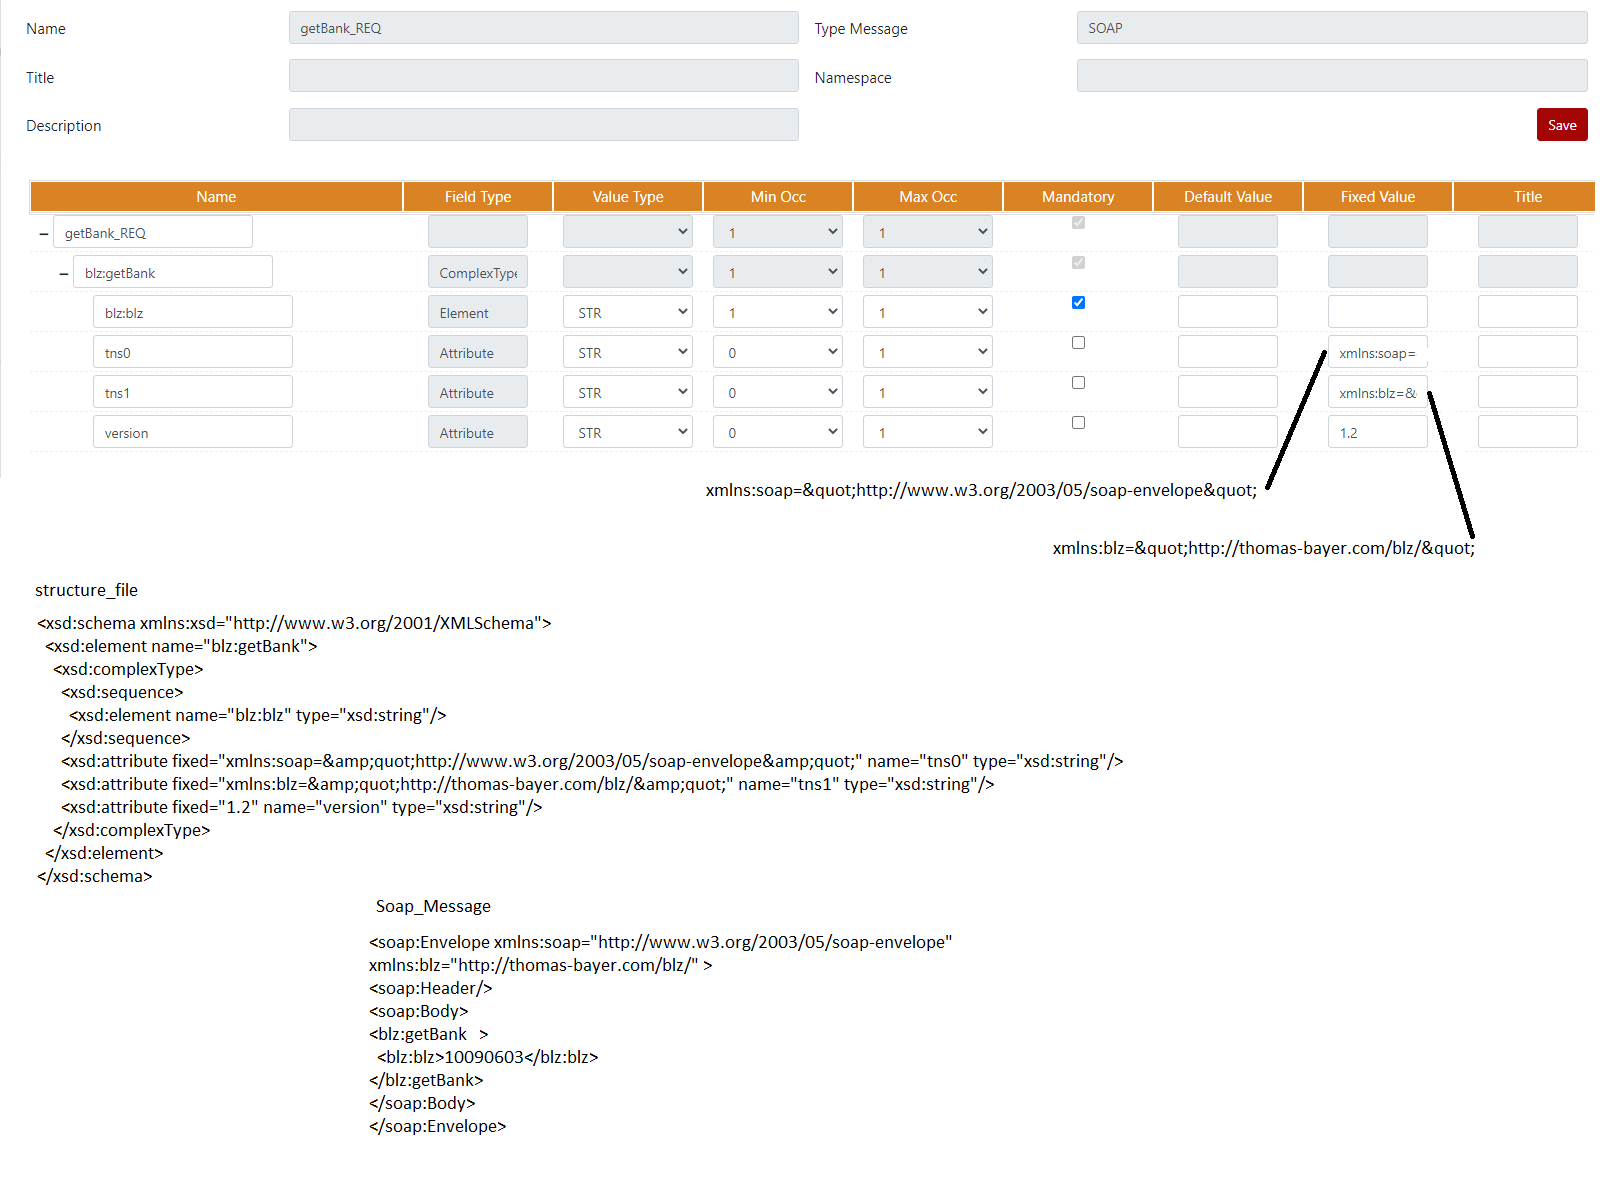 Name getBank_REQ Type Message SOAP
Title Namespace
Description Save
Name Field Type Value Type Min Occ Max Occ Mandatory Default Value Fixed Value Title
– getBank_REQ 1 1
– blz:getBank ComplexType 1 1
blz:blz Element STR 1 1
tns0 Attribute STR 0 1 xmlns:soap=
tns1 Attribute STR 0 1 xmlns:blz=&
version Attribute STR 0 1 1.2
xmlns:soap=&quot;http://www.w3.org/2003/05/soap-envelope&quot;
xmlns:blz=&quot;http://thomas-bayer.com/blz/&quot;
structure_file
<xsd:schema xmlns:xsd="http://www.w3.org/2001/XMLSchema">
<xsd:element name="blz:getBank">
<xsd:complexType>
<xsd:sequence>
<xsd:element name="blz:blz" type="xsd:string"/>
</xsd:sequence>
<xsd:attribute fixed="xmlns:soap=&amp;quot;http://www.w3.org/2003/05/soap-envelope&amp;quot;" name="tns0" type="xsd:string"/>
<xsd:attribute fixed="xmlns:blz=&amp;quot;http://thomas-bayer.com/blz/&amp;quot;" name="tns1" type="xsd:string"/>
<xsd:attribute fixed="1.2" name="version" type="xsd:string"/>
</xsd:complexType>
</xsd:element>
</xsd:schema>
Soap_Message
<soap:Envelope xmlns:soap="http://www.w3.org/2003/05/soap-envelope"
xmlns:blz="http://thomas-bayer.com/blz/" >
<soap:Header/>
<soap:Body>
<blz:getBank >
<blz:blz>10090603</blz:blz>
</blz:getBank>
</soap:Body>
</soap:Envelope>